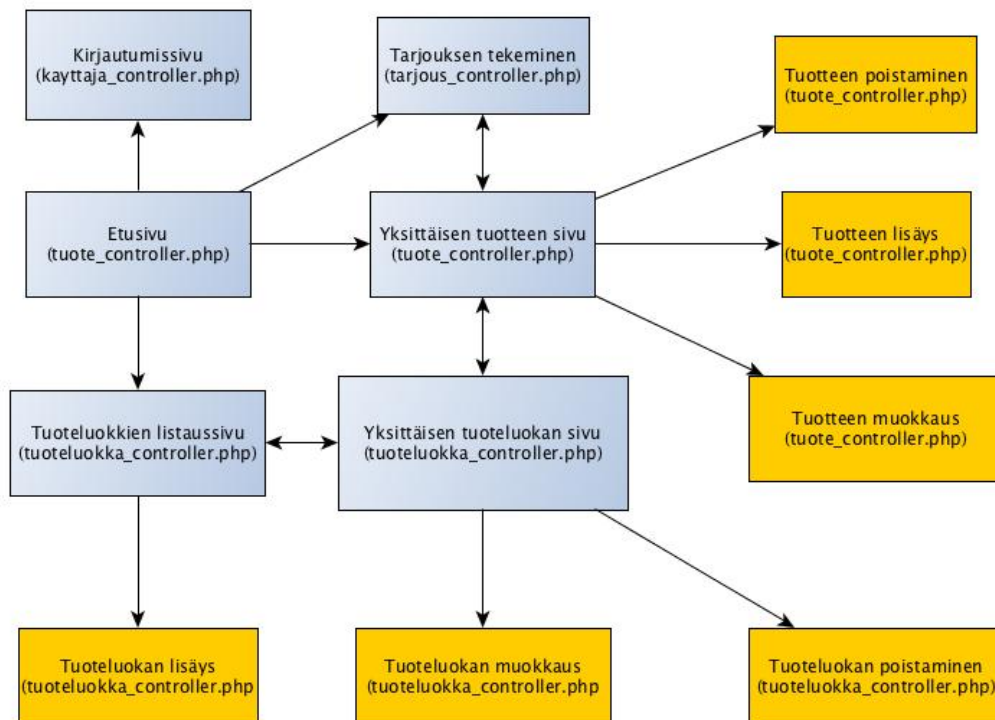 Kirjautumissivu
(kayttaja_controller.php)
Tarjouksen tekeminen
(tarjous_controller.php)
Tuotteen poistaminen
(tuote_controller.php)
Etusivu
(tuote_controller.php)
Yksittäisen tuotteen sivu
(tuote_controller.php)
Tuotteen lisäys
(tuote_controller.php)
Tuoteluokkien listaussivu
(tuoteluokka_controller.php)
Yksittäisen tuoteluokan sivu
(tuoteluokka_controller.php)
Tuotteen muokkaus
(tuote_controller.php)
Tuoteluokan lisäys
(tuoteluokka_controller.php
Tuoteluokan muokkaus
(tuoteluokka_controller.php
Tuoteluokan poistaminen
(tuoteluokka_controller.php)